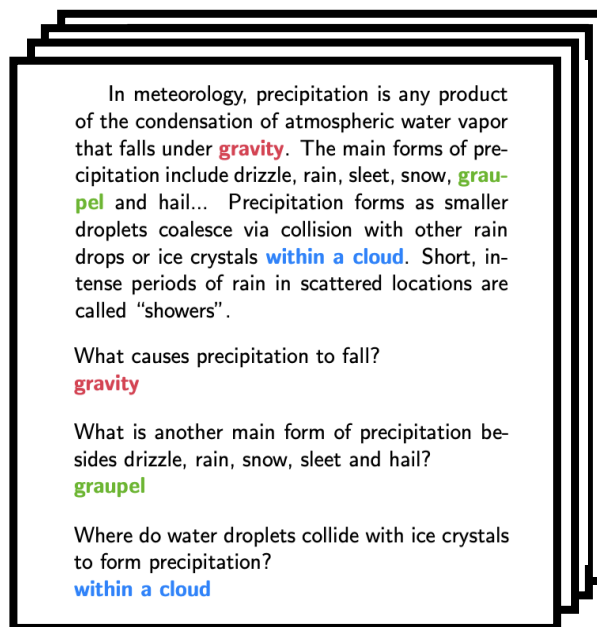 In meteorology, precipitation is any product
of the condensation of atmospheric water vapor
that falls under gravity. The main forms of pre-
cipitation include drizzle, rain, sleet, snow, grau-
pel and hail... Precipitation forms as smaller
droplets coalesce via collision with other rain
drops or ice crystals within a cloud. Short, in-
tense periods of rain in scattered locations are
called “showers”.
What causes precipitation to fall?
gravity
What is another main form of precipitation be-
sides drizzle, rain, snow, sleet and hail?
graupel
Where do water droplets collide with ice crystals
to form precipitation?
within a cloud